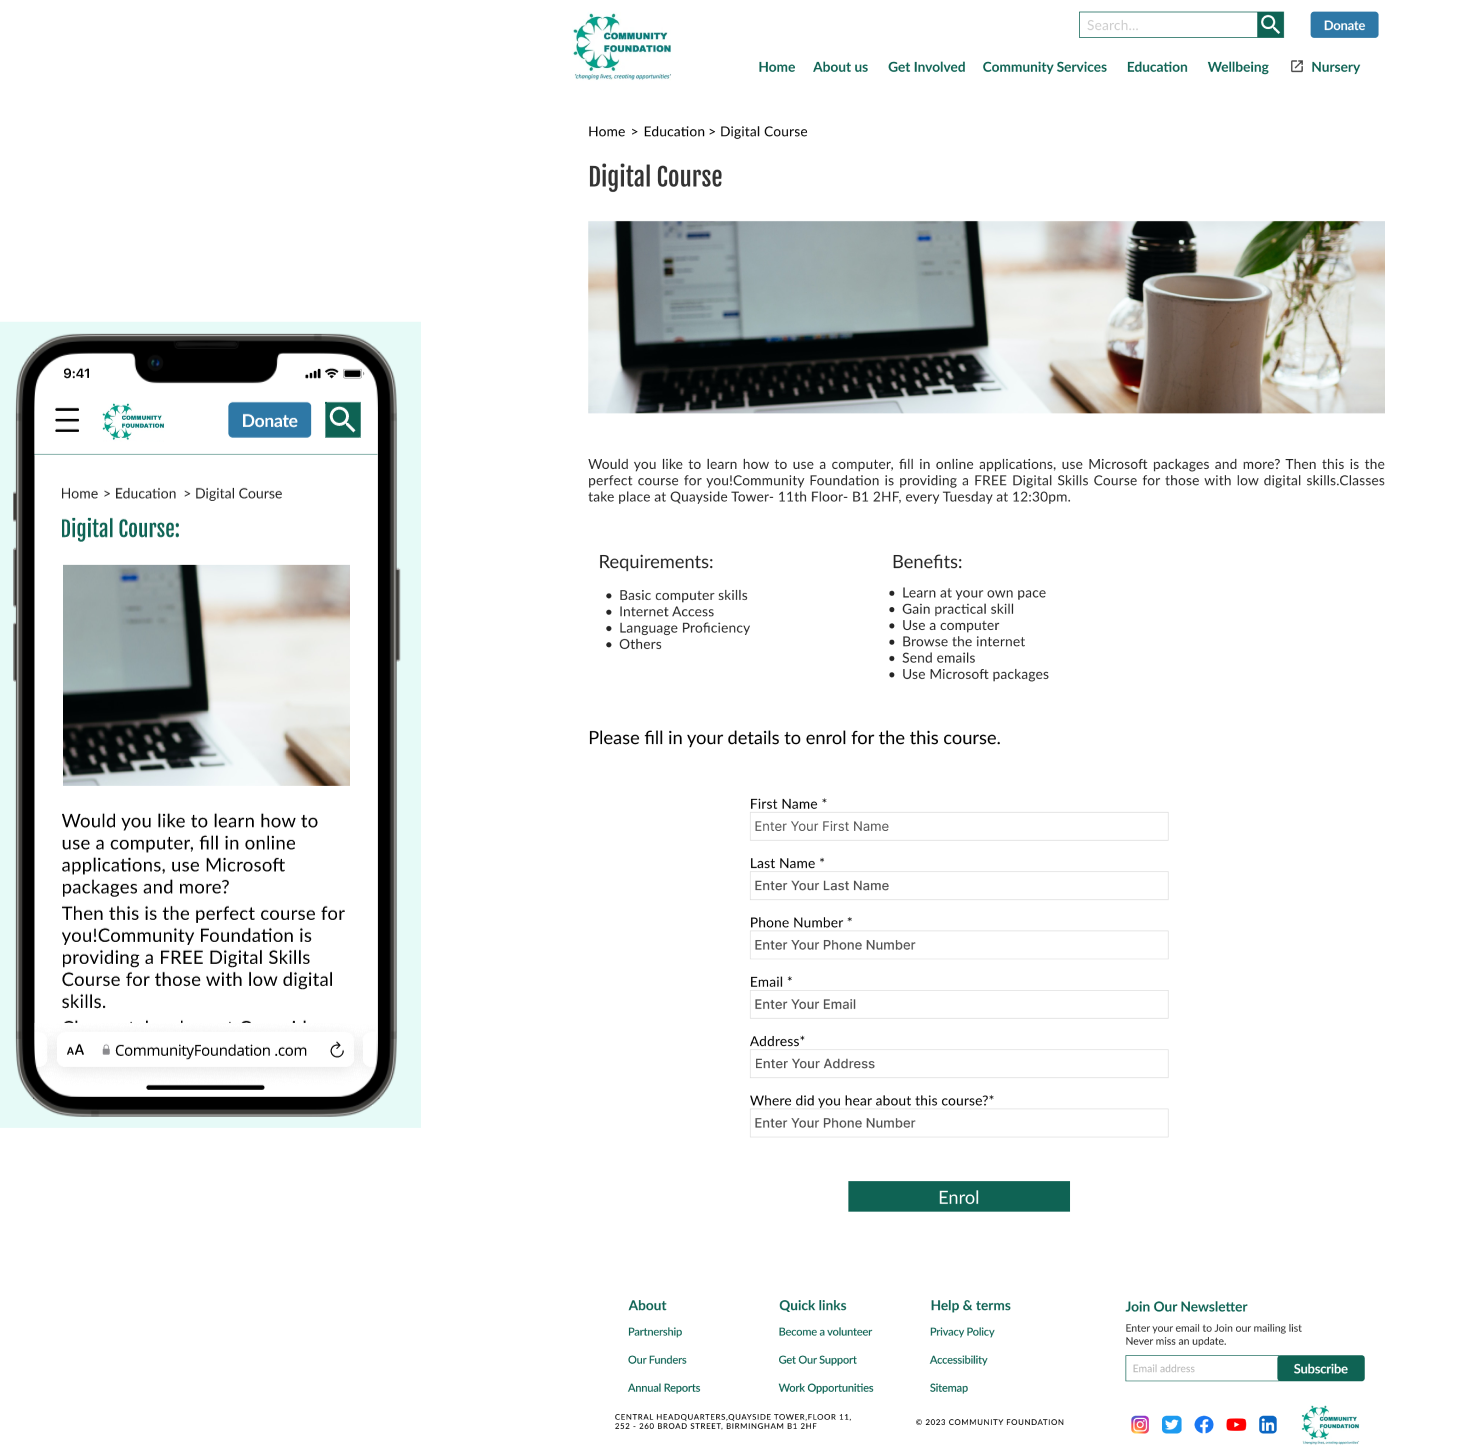 9:41
COMMUNITY
FOUNDATION
Donate
Home > Education > Digital Course
Digital Course:
Would you like to learn how to
use a computer, fill in online
applications, use Microsoft
packages and more?
Then this is the perfect course for
you!Community Foundation is
providing a FREE Digital Skills
Course for those with low digital
skills.
AA CommunityFoundation .com
COMMUNITY
FOUNDATION
'changing lives, creating opportunities'
Search...
Donate
Home About us Get Involved Community Services Education Wellbeing Nursery
Home > Education > Digital Course
Digital Course
Would you like to learn how to use a computer, fill in online applications, use Microsoft packages and more? Then this is the
perfect course for you!Community Foundation is providing a FREE Digital Skills Course for those with low digital skills.Classes
take place at Quayside Tower- 11th Floor- B1 2HF, every Tuesday at 12:30pm.
Requirements:
• Basic computer skills
• Internet Access
• Language Proficiency
• Others
Benefits:
• Learn at your own pace
• Gain practical skill
• Use a computer
• Browse the internet
• Send emails
• Use Microsoft packages
Please fill in your details to enrol for the this course.
First Name *
Enter Your First Name
Last Name *
Enter Your Last Name
Phone Number *
Enter Your Phone Number
Email *
Enter Your Email
Address*
Enter Your Address
Where did you hear about this course?*
Enter Your Phone Number
Enrol
About
Partnership
Our Funders
Annual Reports
Quick links
Become a volunteer
Get Our Support
Work Opportunities
Help & terms
Privacy Policy
Accessibility
Sitemap
Join Our Newsletter
Enter your email to Join our mailing list
Never miss an update.
Email address
Subscribe
CENTRAL HEADQUARTERS,QUAYSIDE TOWER,FLOOR 11,
252 - 260 BROAD STREET, BIRMINGHAM B1 2HF
© 2023 COMMUNITY FOUNDATION
COMMUNITY
FOUNDATION
'changing lives, creating opportunities'